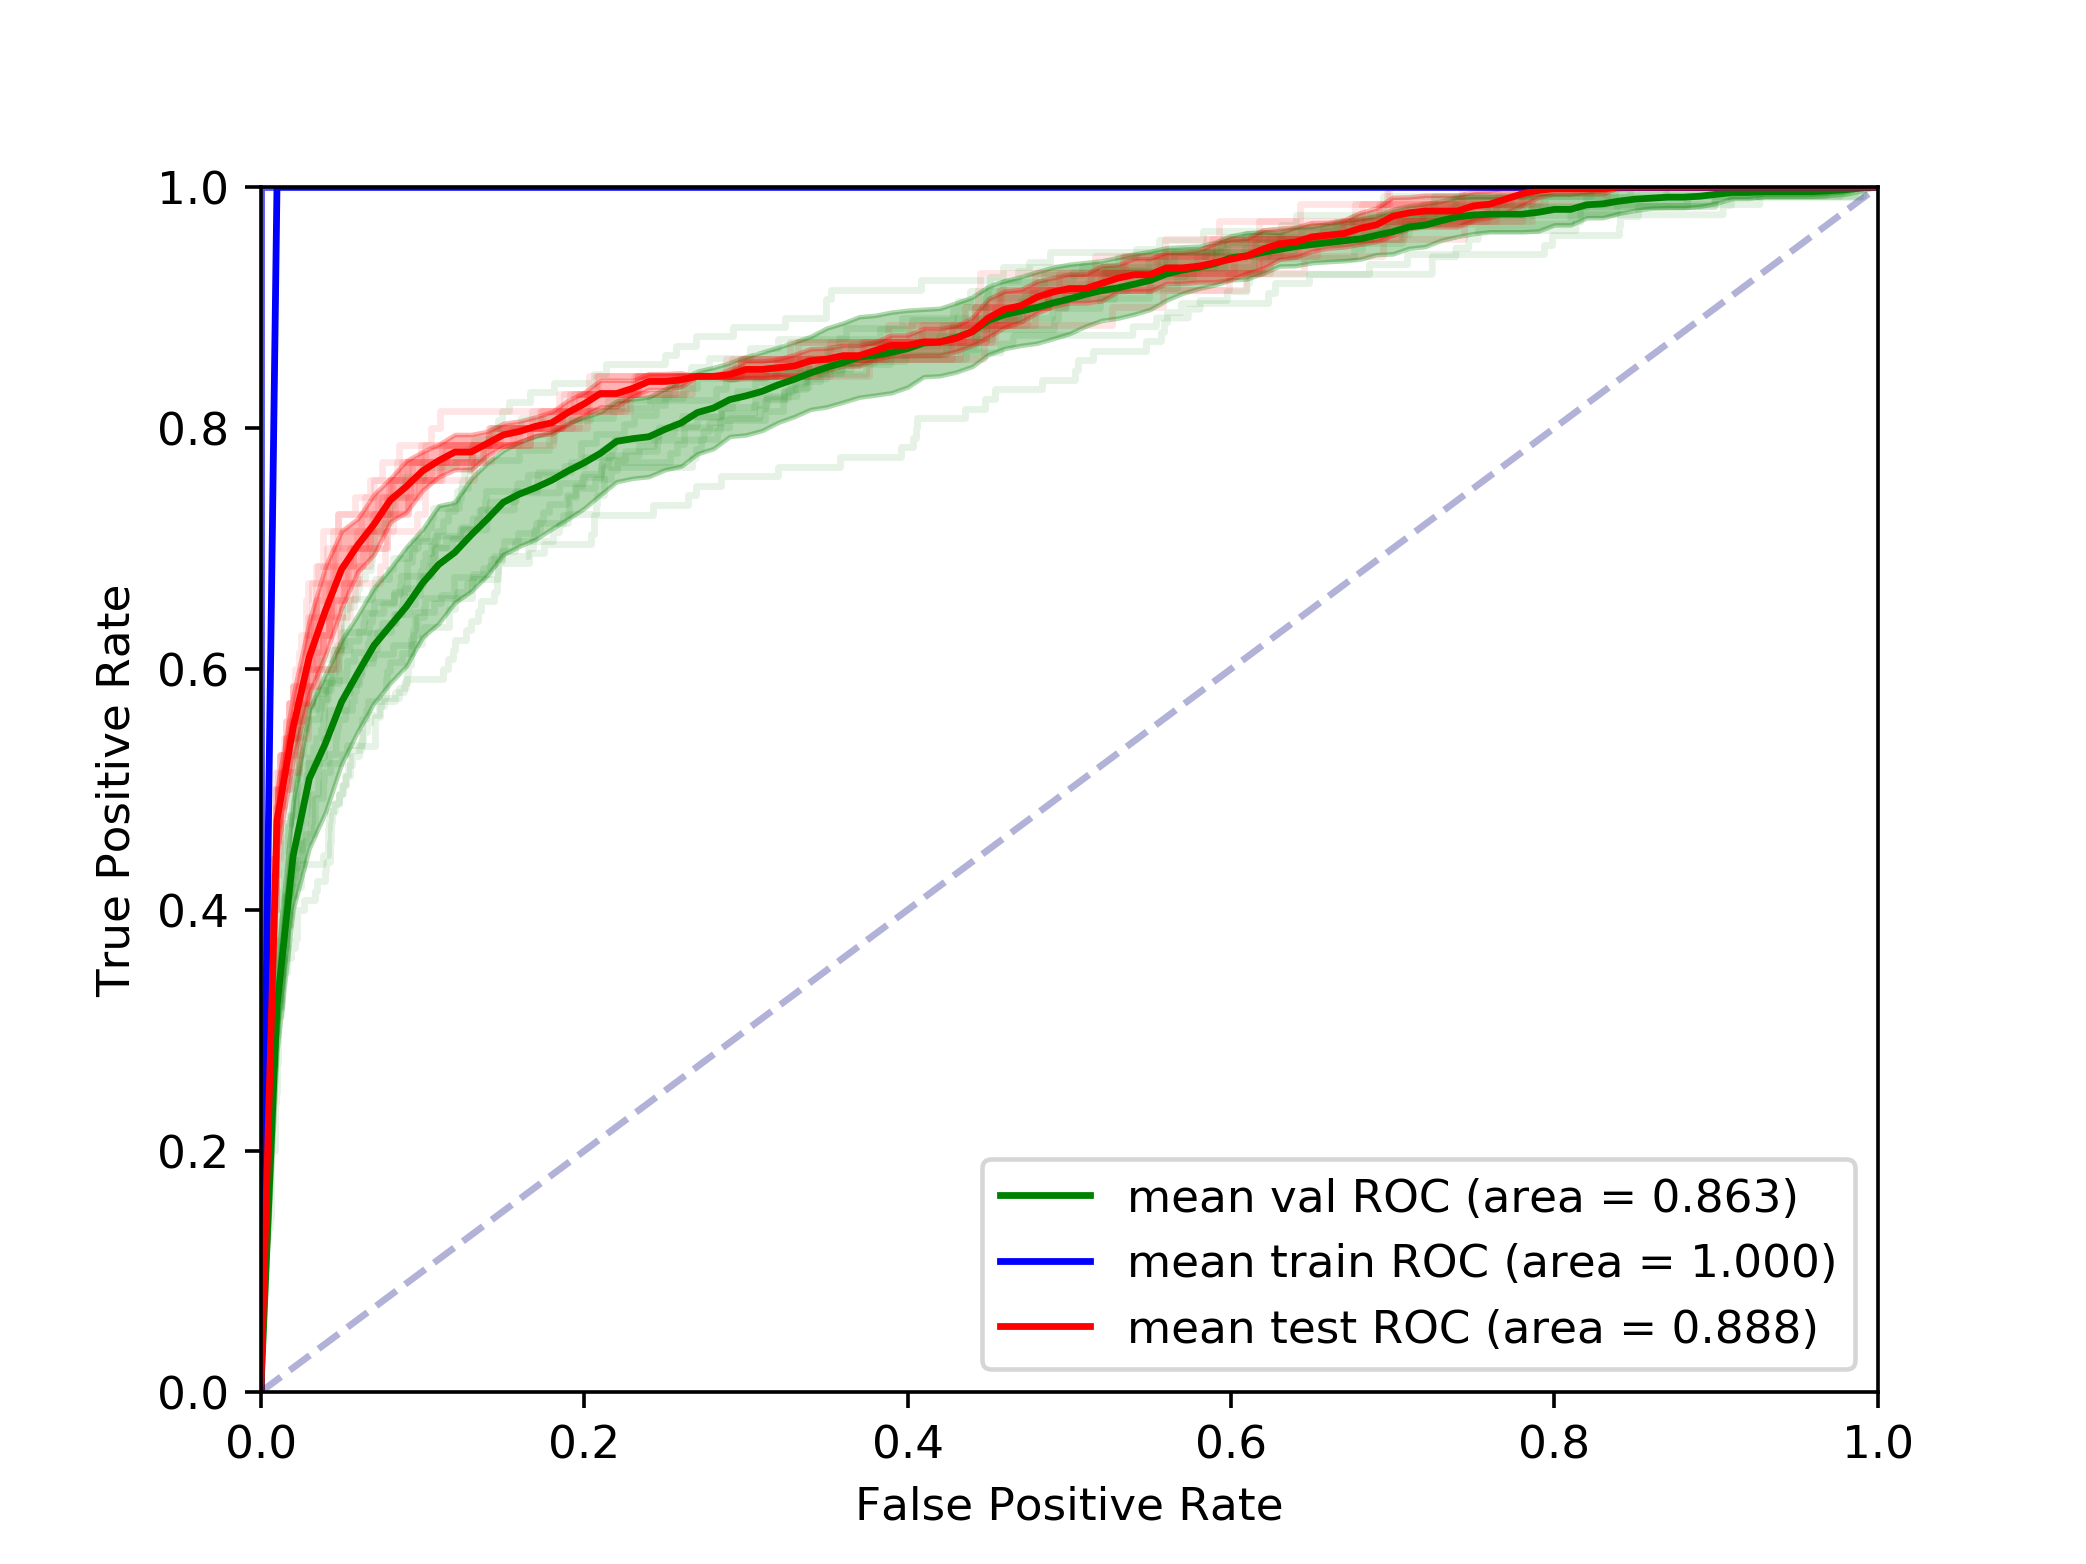 1.0
0.8
0.6
0.4
0.2
0.0
True Positive Rate
mean val ROC (area = 0.863)
mean train ROC (area = 1.000)
mean test ROC (area = 0.888)
0.0 0.2 0.4 0.6 0.8 1.0
False Positive Rate